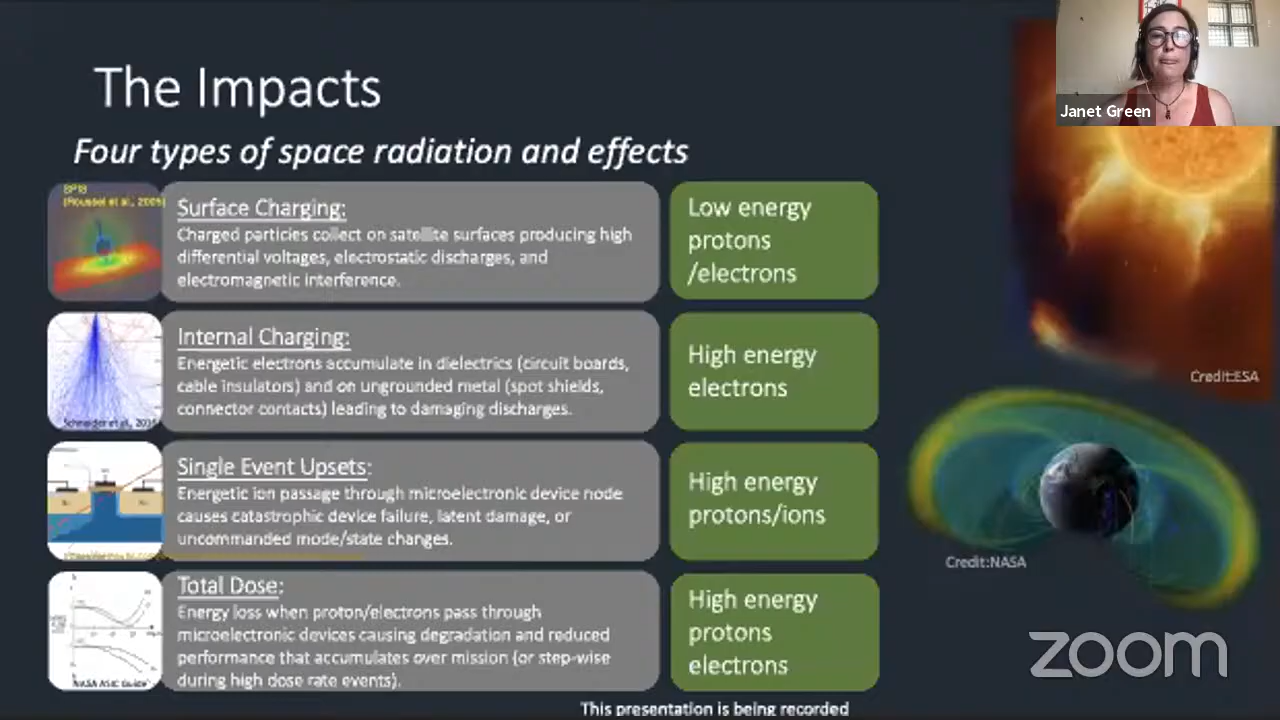 The Impacts
Janet Green
Four types of space radiation and effects
Surface Charging:
Charged particles collect on satellite surfaces producing high
differential voltages, electrostatic discharges, and
electromagnetic interference.
Low energy
protons
/electrons
Internal Charging:
Energetic electrons accumulate in dielectrics (circuit boards,
cable insulators) and on ungrounded metal (spot shields,
connector contacts) leading to damaging discharges.
High energy
electrons
Credit:ESA
Single Event Upsets:
Energetic ion passage through microelectronic device node
causes catastrophic device failure, latent damage, or
uncommanded mode/state changes.
High energy
protons/ions
Credit:NASA
Total Dose:
Energy loss when proton/electrons pass through
microelectronic devices causing degradation and reduced
performance that accumulates over mission (or step-wise
during high dose rate events).
NASA ASIC Guide
High energy
protons
electrons
zoom
This presentation is being recorded